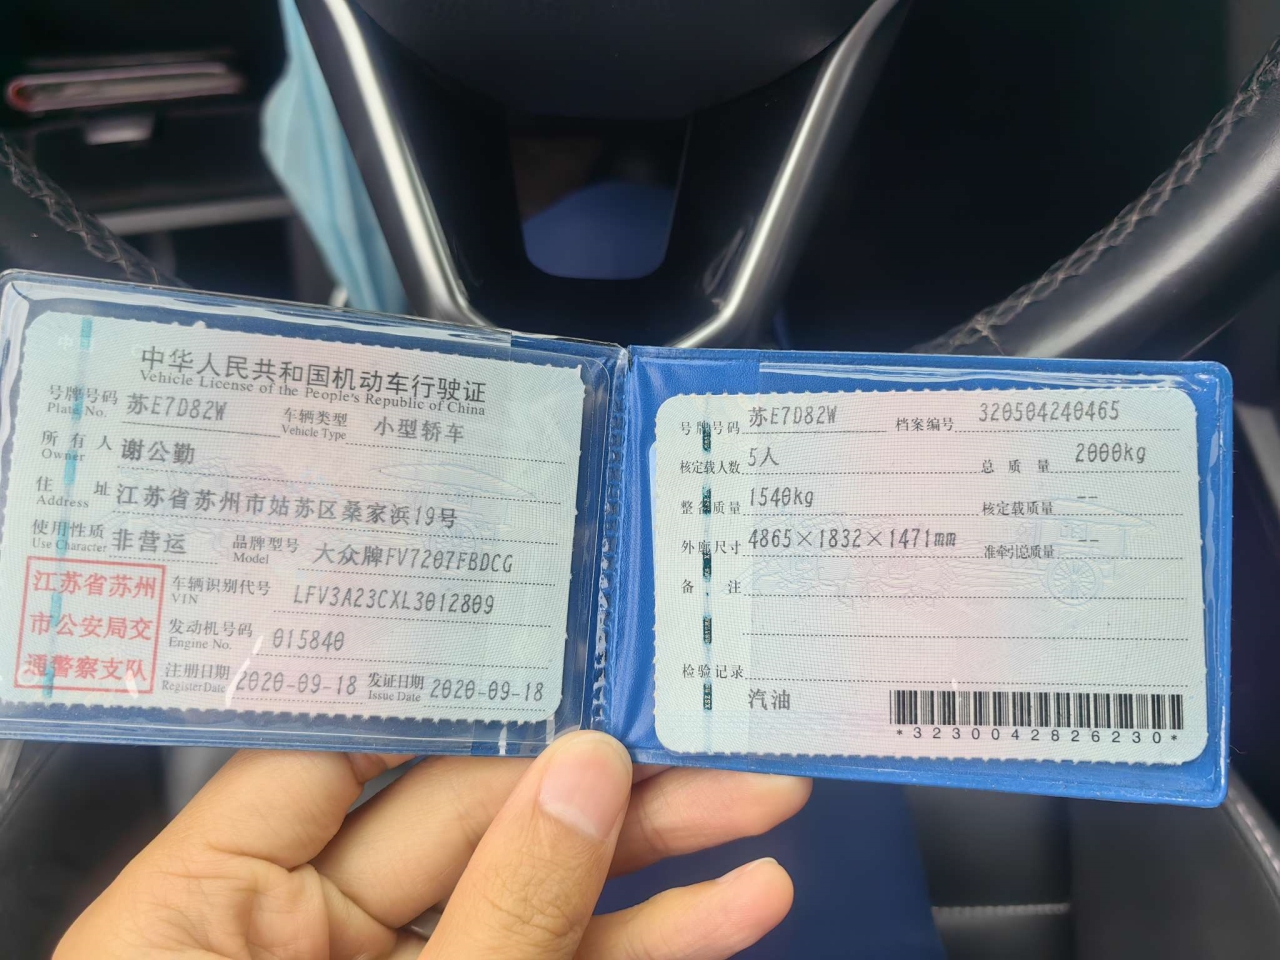 中华人民共和国机动车行驶证
Vehicle License of the People's Republic of China
号牌号码 苏E7D82W 车辆类型 小型轿车
Plate No. Vehicle Type
所有人 谢公勤
Owner
住址 江苏省苏州市姑苏区桑家浜19号
Address
使用性质 非营运 品牌型号 大众牌FV7207FBDCG
Use Character Model
江苏省苏州
市公安局交
通警察支队
车辆识别代号 LFV3A23CXL3012809
VIN
发动机号码 015840
Engine No.
注册日期 2020-09-18 发证日期 2020-09-18
Register Date Issue Date
号牌号码 苏E7D82W 档案编号 320504240465
核定载人数 5人 总质量 2000kg
整备质量 1540kg 核定载质量 --
外廓尺寸 4865×1832×1471mm 准牵引总质量 --
备注
检验记录
汽油
*3230042826230*